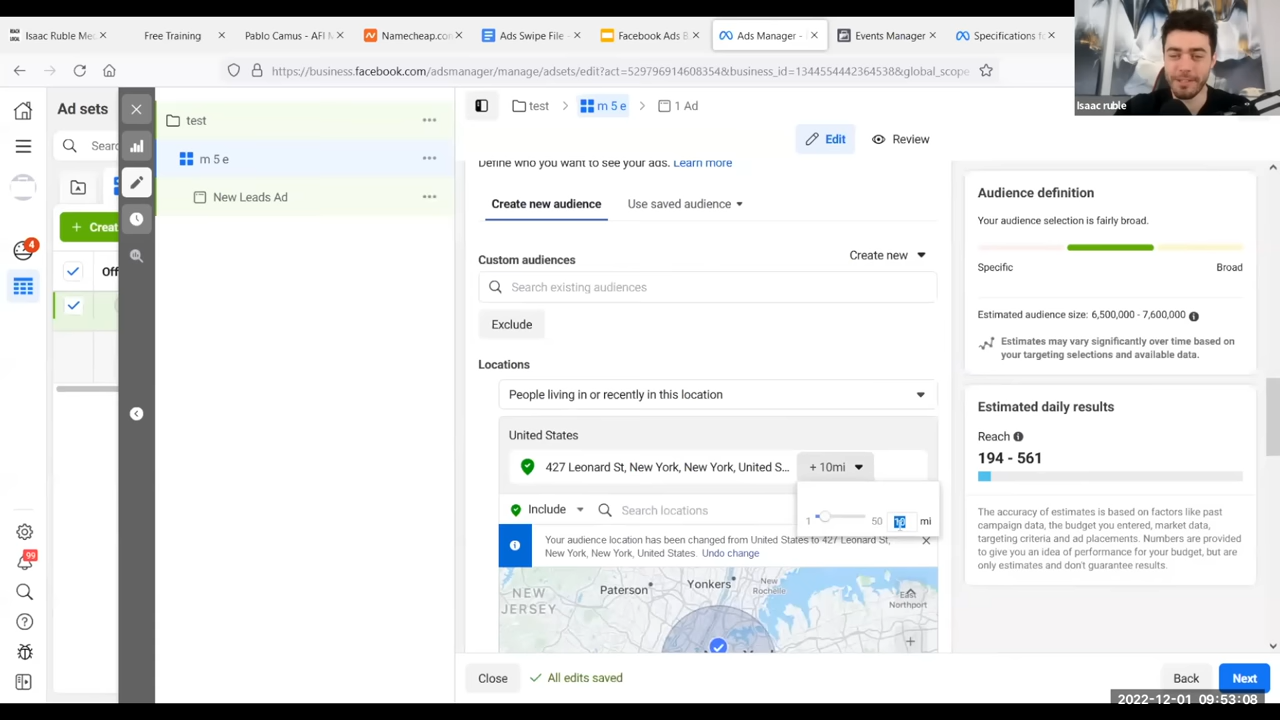 Isaac Ruble Me
Free Training
Pablo Camus - AFI M
Namecheap.co
Ads Swipe File -
Facebook Ads B
Ads Manager -
Events Manager
Specifications fo
https://business.facebook.com/adsmanager/manage/adsets/edit?act=529796914608354&business_id=1344554442364538&global_scope
Isaac ruble
Ad sets
Searc
+ Creat
Off
4
99
test
m 5 e
New Leads Ad
test
m 5 e
1 Ad
Edit
Review
Define who you want to see your ads. Learn more
Create new audience
Use saved audience
Custom audiences
Create new
Search existing audiences
Exclude
Locations
People living in or recently in this location
United States
427 Leonard St, New York, New York, United S...
+ 10mi
1
50
10
mi
Include
Search locations
Your audience location has been changed from United States to 427 Leonard St,
New York, New York, United States. Undo change
NEW
JERSEY
Paterson
Yonkers
New
Rochelle
East
Northport
Close
All edits saved
Back
Next
Audience definition
Your audience selection is fairly broad.
Specific
Broad
Estimated audience size: 6,500,000 - 7,600,000
Estimates may vary significantly over time based on
your targeting selections and available data.
Estimated daily results
Reach
194 - 561
The accuracy of estimates is based on factors like past
campaign data, the budget you entered, market data,
targeting criteria and ad placements. Numbers are provided
to give you an idea of performance for your budget, but are
only estimates and don't guarantee results.
2022-12-01 09:53:08